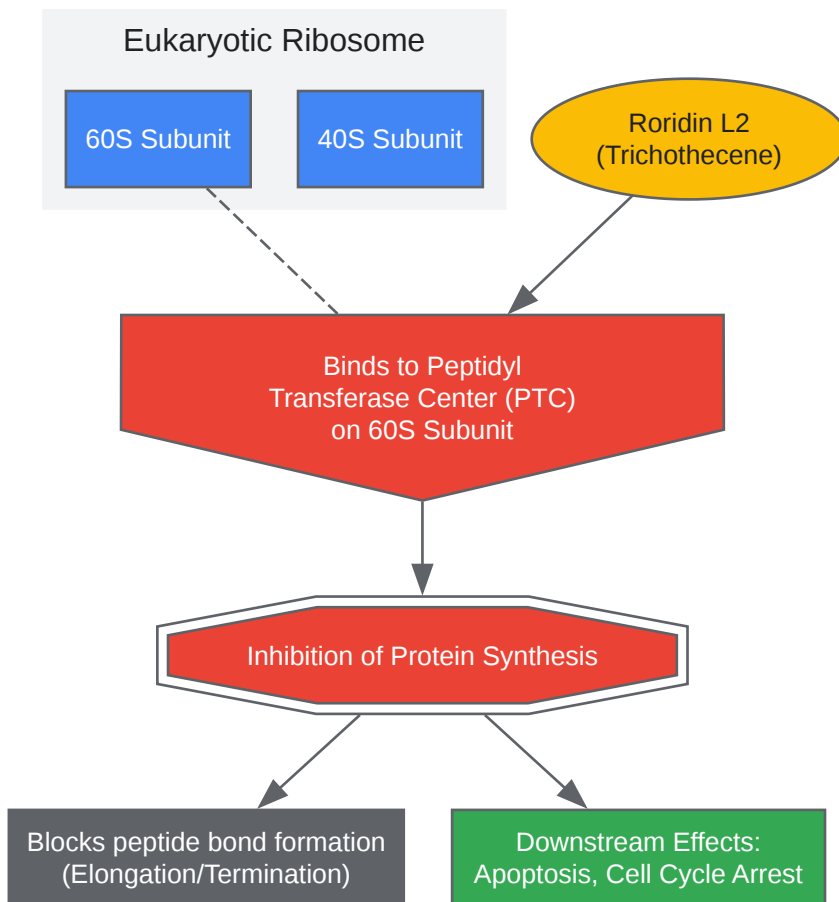 Eukaryotic Ribosome
60S Subunit
40S Subunit
Roridin L2
(Trichothecene)
Binds to Peptidyl
Transferase Center (PTC)
on 60S Subunit
Inhibition of Protein Synthesis
Blocks peptide bond formation
(Elongation/Termination)
Downstream Effects:
Apoptosis, Cell Cycle Arrest